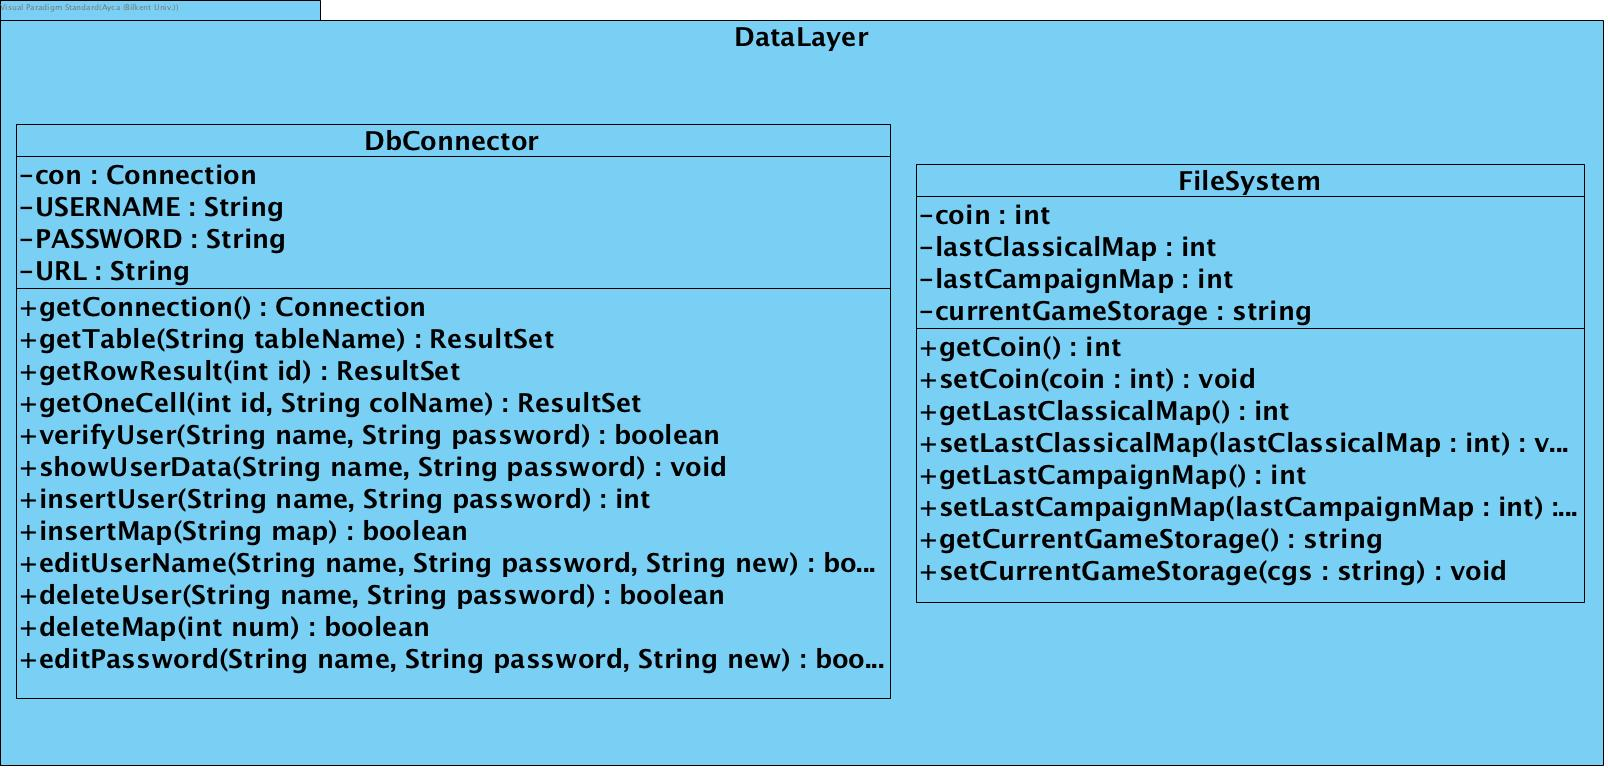 Visual Paradigm Standard(Ayca (Bilkent Univ.))
DataLayer
DbConnector
-con : Connection
-USERNAME : String
-PASSWORD : String
-URL : String
+getConnection() : Connection
+getTable(String tableName) : ResultSet
+getRowResult(int id) : ResultSet
+getOneCell(int id, String colName) : ResultSet
+verifyUser(String name, String password) : boolean
+showUserData(String name, String password) : void
+insertUser(String name, String password) : int
+insertMap(String map) : boolean
+editUserName(String name, String password, String new) : bo...
+deleteUser(String name, String password) : boolean
+deleteMap(int num) : boolean
+editPassword(String name, String password, String new) : boo...
FileSystem
-coin : int
-lastClassicalMap : int
-lastCampaignMap : int
-currentGameStorage : string
+getCoin() : int
+setCoin(coin : int) : void
+getLastClassicalMap() : int
+setLastClassicalMap(lastClassicalMap : int) : v...
+getLastCampaignMap() : int
+setLastCampaignMap(lastCampaignMap : int) :...
+getCurrentGameStorage() : string
+setCurrentGameStorage(cgs : string) : void